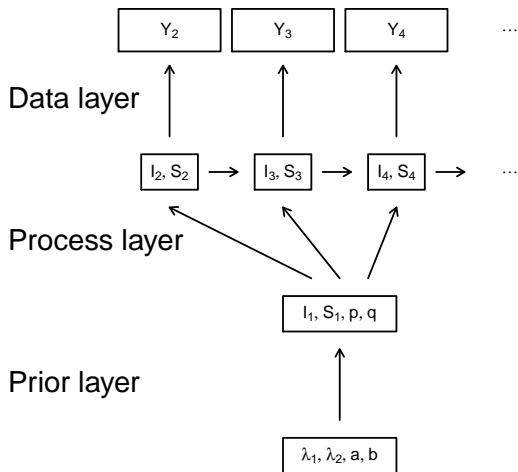 Y₂ Y₃ Y₄ ...
Data layer
I₂, S₂ I₃, S₃ I₄, S₄ ...
Process layer
I₁, S₁, p, q
Prior layer
λ₁, λ₂, a, b